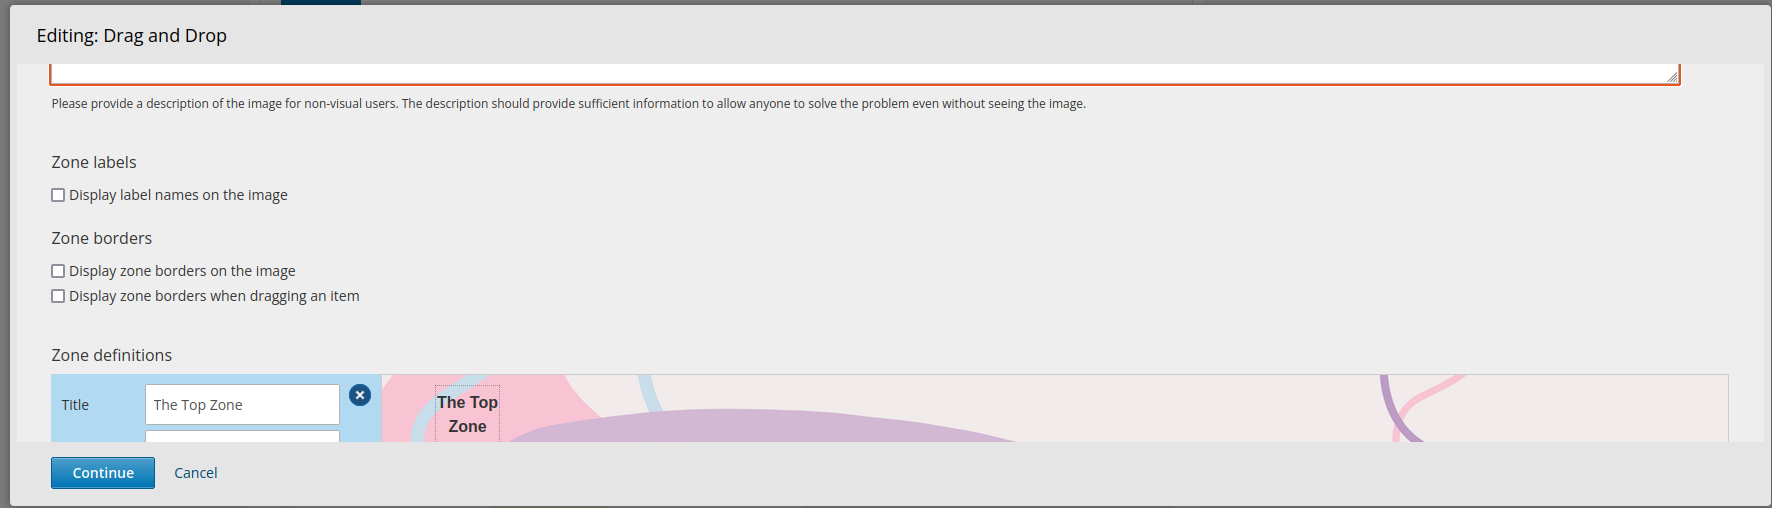 Editing: Drag and Drop
Please provide a description of the image for non-visual users. The description should provide sufficient information to allow anyone to solve the problem even without seeing the image.
Zone labels
Display label names on the image
Zone borders
Display zone borders on the image
Display zone borders when dragging an item
Zone definitions
Title
The Top Zone
The Top
Zone
Continue
Cancel